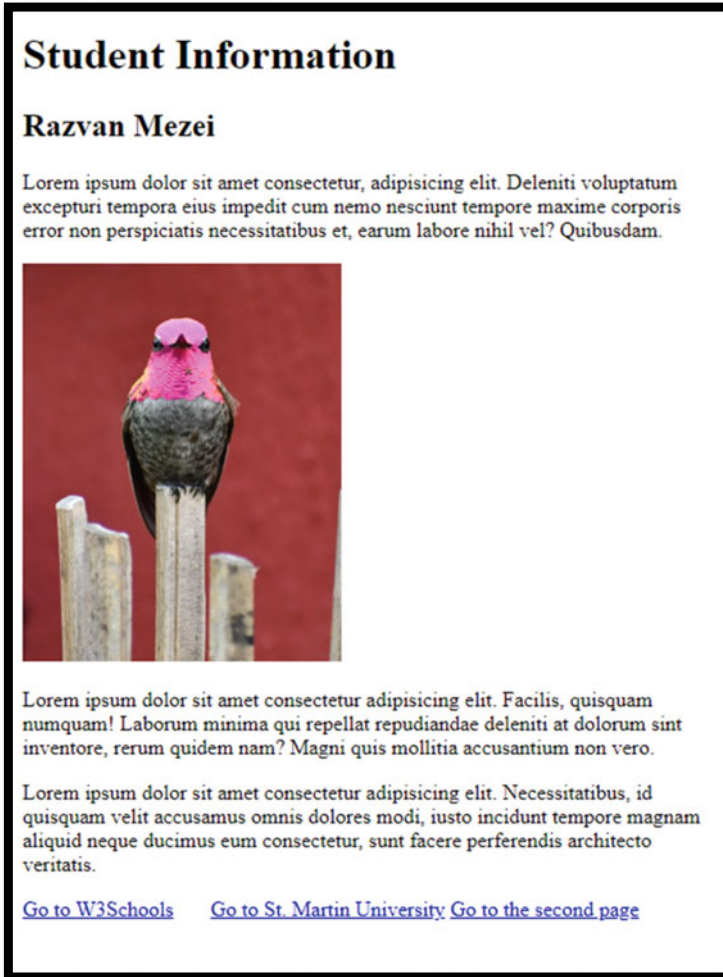 Student Information
Razvan Mezei
Lorem ipsum dolor sit amet consectetur, adipisicing elit. Deleniti voluptatum
excepturi tempora eius impedit cum nemo nesciunt tempore maxime corporis
error non perspiciatis necessitatibus et, earum labore nihil vel? Quibusdam.
Lorem ipsum dolor sit amet consectetur adipisicing elit. Facilis, quisquam
numquam! Laborum minima qui repellat repudiandae deleniti at dolorum sint
inventore, rerum quidem nam? Magni quis mollitia accusantium non vero.
Lorem ipsum dolor sit amet consectetur adipisicing elit. Necessitatibus, id
quisquam velit accusamus omnis dolores modi, iusto incidunt tempore magnam
aliquid neque ducimus eum consectetur, sunt facere perferendis architecto
veritatis.
Go to W3Schools Go to St. Martin University Go to the second page